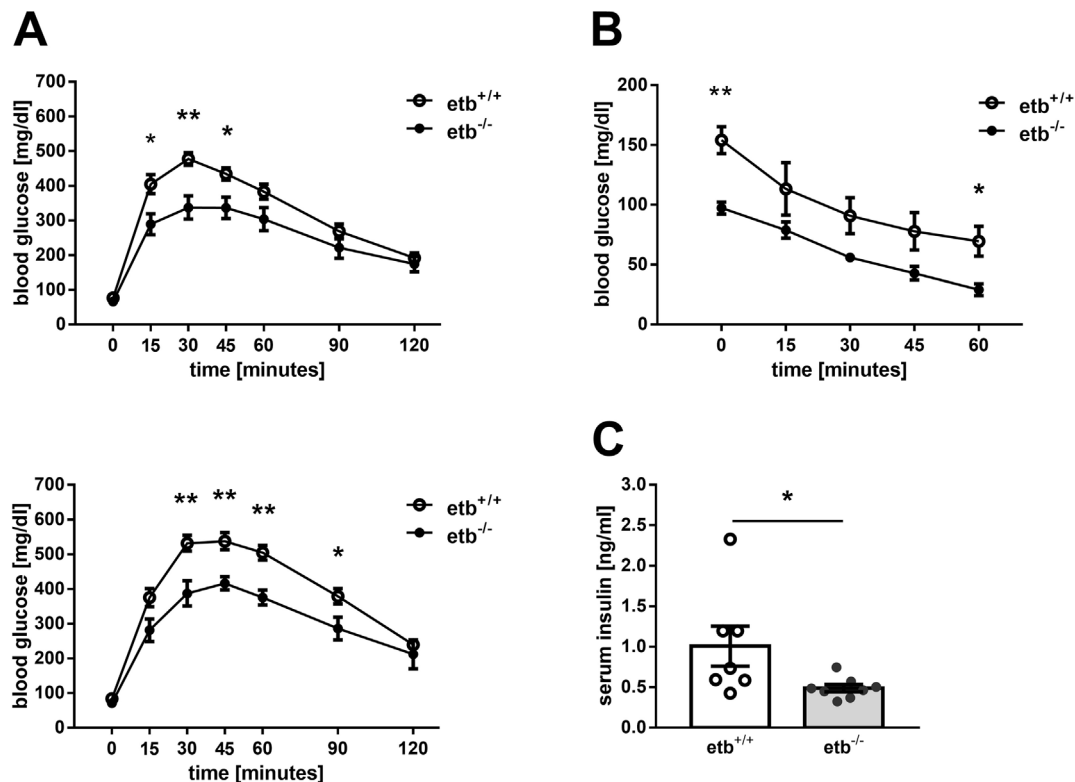 A
700
600
500
400
300
200
100
0
blood glucose [mg/dl]
* ** *
etb+/+
etb-/-
0 15 30 45 60 90 120
time [minutes]
B
200
150
100
50
0
blood glucose [mg/dl]
** *
etb+/+
etb-/-
0 15 30 45 60
time [minutes]
700
600
500
400
300
200
100
0
blood glucose [mg/dl]
** ** ** *
etb+/+
etb-/-
0 15 30 45 60 90 120
time [minutes]
C
3.0
2.5
2.0
1.5
1.0
0.5
0.0
serum insulin [ng/ml]
*
etb+/+ etb-/-